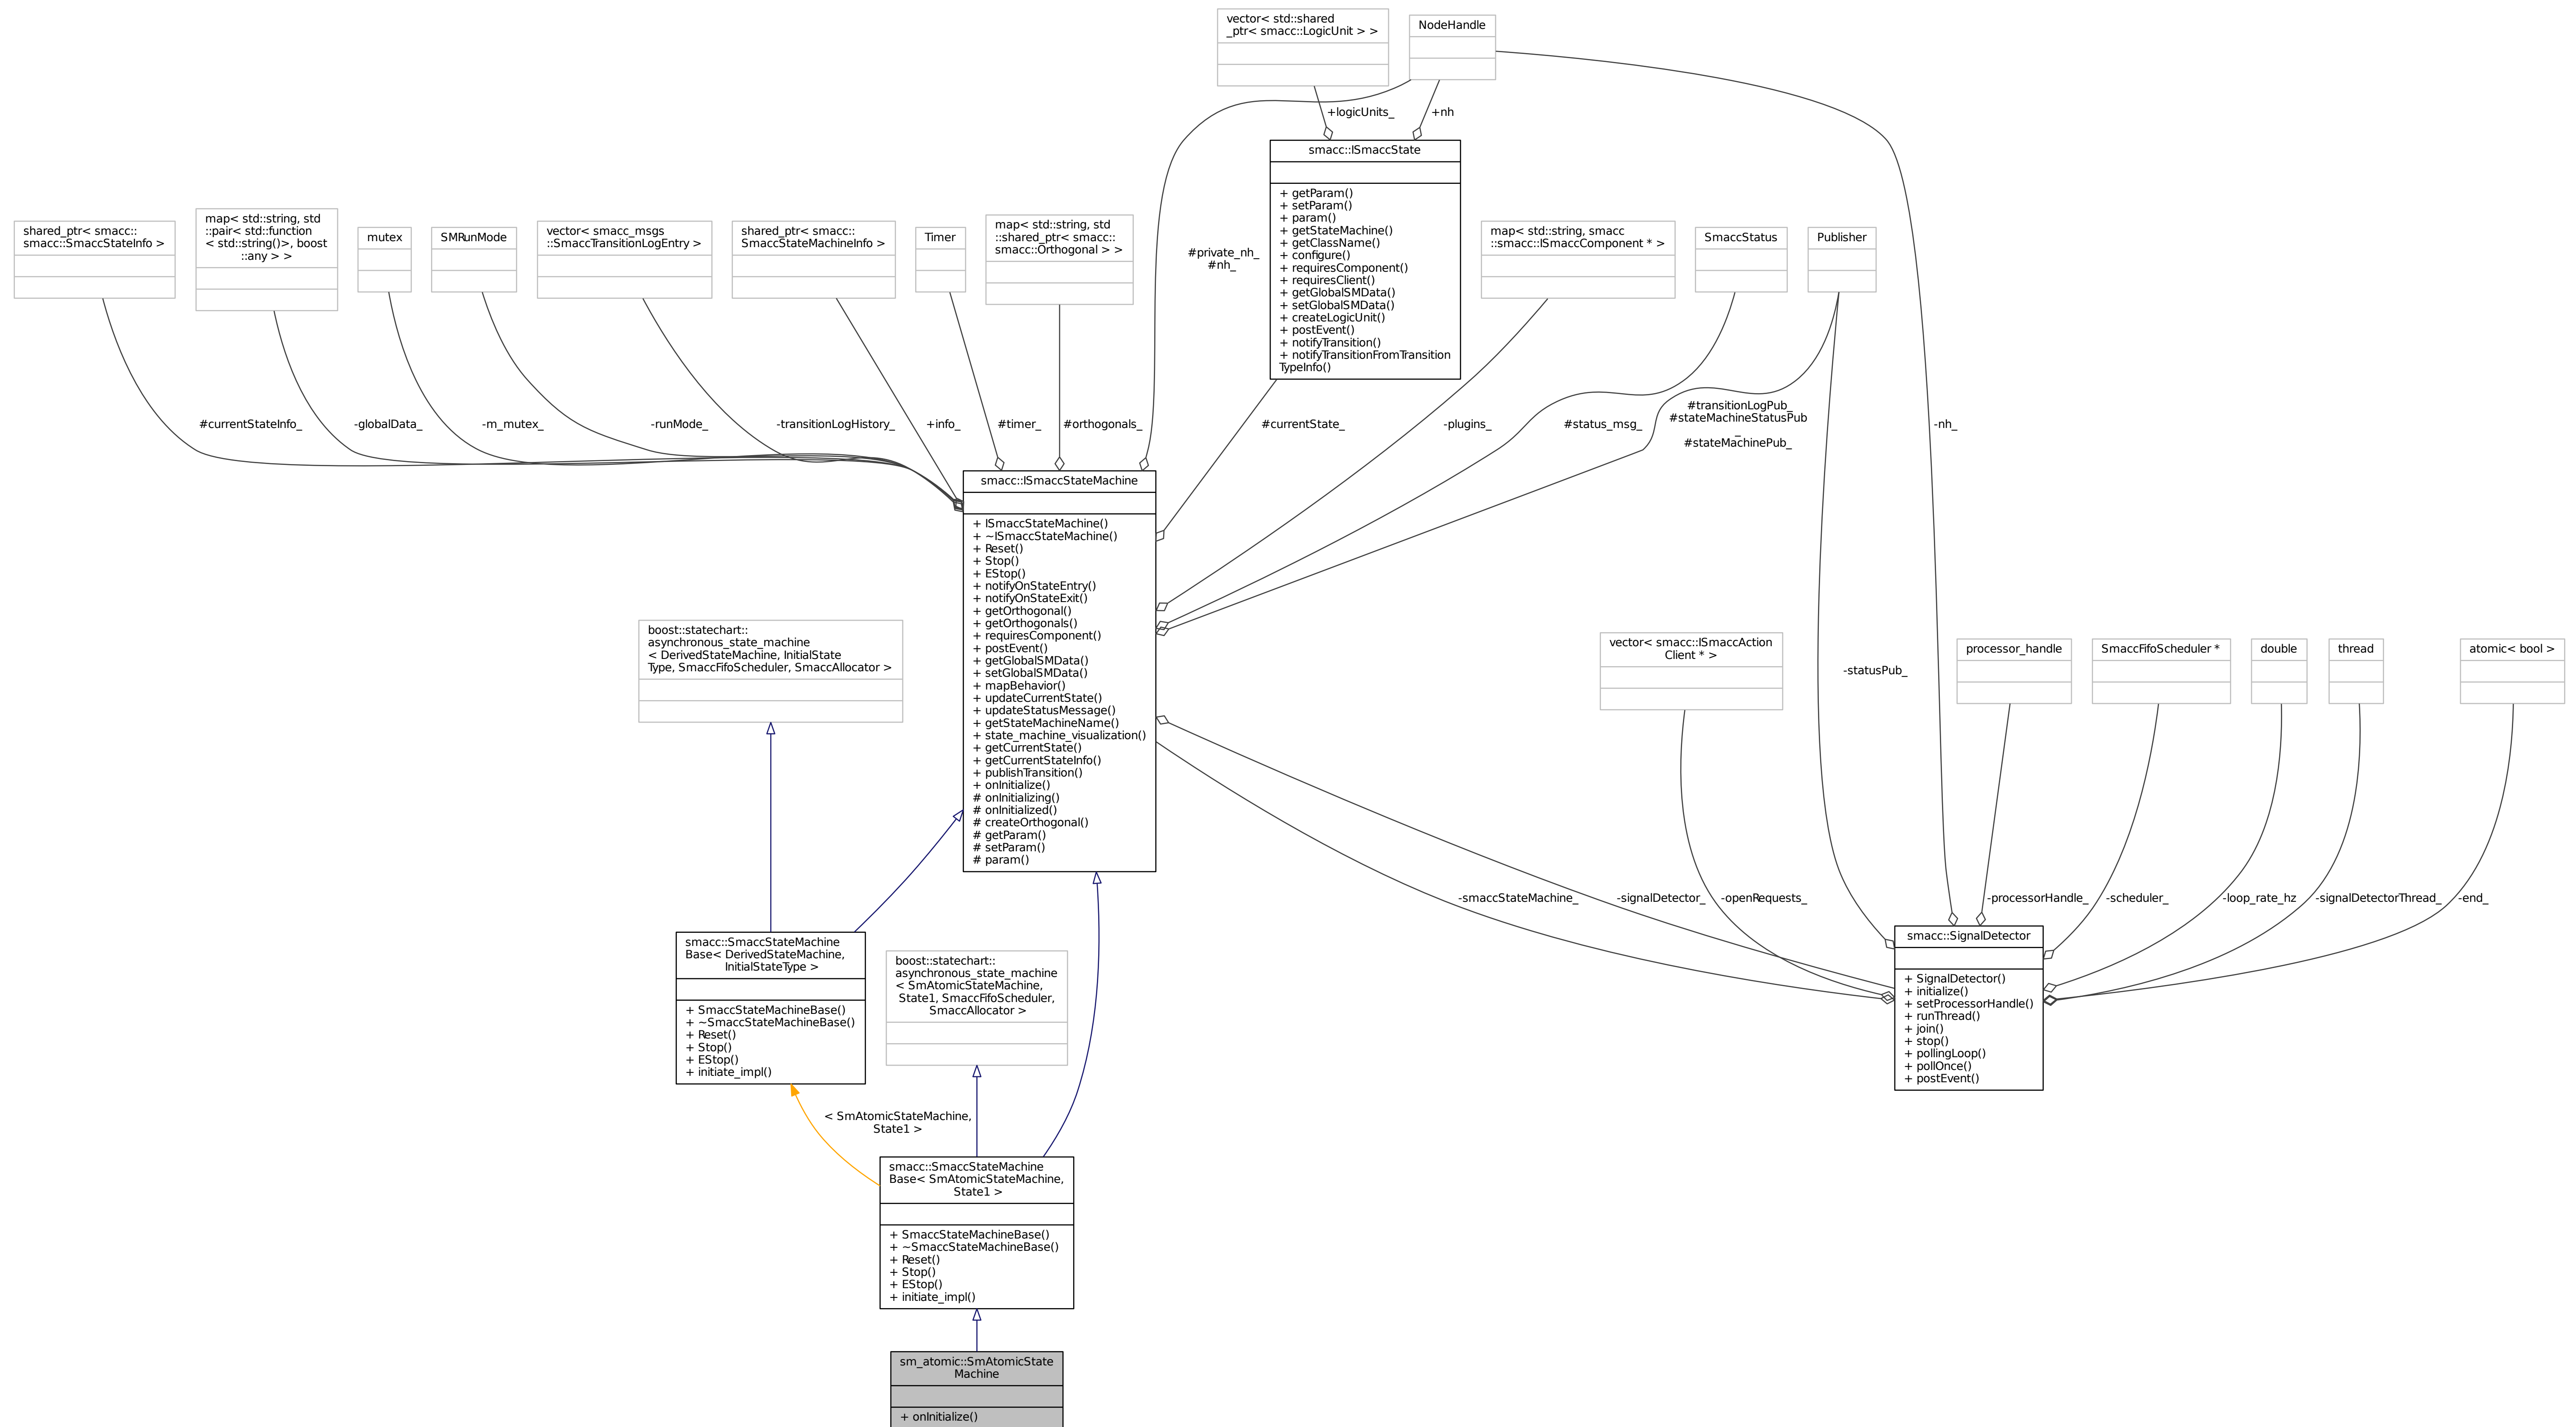 vector< std::shared
_ptr< smacc::LogicUnit > >
NodeHandle
+logicUnits_
+nh
smacc::ISmaccState
+ getParam()
+ setParam()
+ param()
+ getStateMachine()
+ getClassName()
+ configure()
+ requiresComponent()
+ requiresClient()
+ getGlobalSMData()
+ setGlobalSMData()
+ createLogicUnit()
+ postEvent()
+ notifyTransition()
+ notifyTransitionFromTransition
TypeInfo()
shared_ptr< smacc::
smacc::SmaccStateInfo >
map< std::string, std
::pair< std::function
< std::string()>, boost
::any > >
mutex
SMRunMode
vector< smacc_msgs
::SmaccTransitionLogEntry >
shared_ptr< smacc::
SmaccStateMachineInfo >
Timer
map< std::string, std
::shared_ptr< smacc::
smacc::Orthogonal > >
#private_nh_
#nh_
map< std::string, smacc
::smacc::ISmaccComponent * >
SmaccStatus
Publisher
#currentStateInfo_
-globalData_
-m_mutex_
-runMode_
-transitionLogHistory_
+info_
#timer_
#orthogonals_
#currentState_
-plugins_
#status_msg_
#transitionLogPub_
#stateMachineStatusPub
_
#stateMachinePub_
-nh_
smacc::ISmaccStateMachine
+ ISmaccStateMachine()
+ ~ISmaccStateMachine()
+ Reset()
+ Stop()
+ EStop()
+ notifyOnStateEntry()
+ notifyOnStateExit()
+ getOrthogonal()
+ getOrthogonals()
+ requiresComponent()
+ postEvent()
+ getGlobalSMData()
+ setGlobalSMData()
+ mapBehavior()
+ updateCurrentState()
+ updateStatusMessage()
+ getStateMachineName()
+ state_machine_visualization()
+ getCurrentState()
+ getCurrentStateInfo()
+ publishTransition()
+ onInitialize()
# onInitializing()
# onInitialized()
# createOrthogonal()
# getParam()
# setParam()
# param()
boost::statechart::
asynchronous_state_machine
< DerivedStateMachine, InitialState
Type, SmaccFifoScheduler, SmaccAllocator >
vector< smacc::ISmaccAction
Client * >
-statusPub_
processor_handle
SmaccFifoScheduler *
double
thread
atomic< bool >
-smaccStateMachine_
-signalDetector_
-openRequests_
-processorHandle_
-scheduler_
-loop_rate_hz
-signalDetectorThread_
-end_
smacc::SignalDetector
+ SignalDetector()
+ initialize()
+ setProcessorHandle()
+ runThread()
+ join()
+ stop()
+ pollingLoop()
+ pollOnce()
+ postEvent()
smacc::SmaccStateMachine
Base< DerivedStateMachine,
InitialStateType >
+ SmaccStateMachineBase()
+ ~SmaccStateMachineBase()
+ Reset()
+ Stop()
+ EStop()
+ initiate_impl()
boost::statechart::
asynchronous_state_machine
< SmAtomicStateMachine,
State1, SmaccFifoScheduler,
SmaccAllocator >
< SmAtomicStateMachine,
State1 >
smacc::SmaccStateMachine
Base< SmAtomicStateMachine,
State1 >
+ SmaccStateMachineBase()
+ ~SmaccStateMachineBase()
+ Reset()
+ Stop()
+ EStop()
+ initiate_impl()
sm_atomic::SmAtomicState
Machine
+ onInitialize()